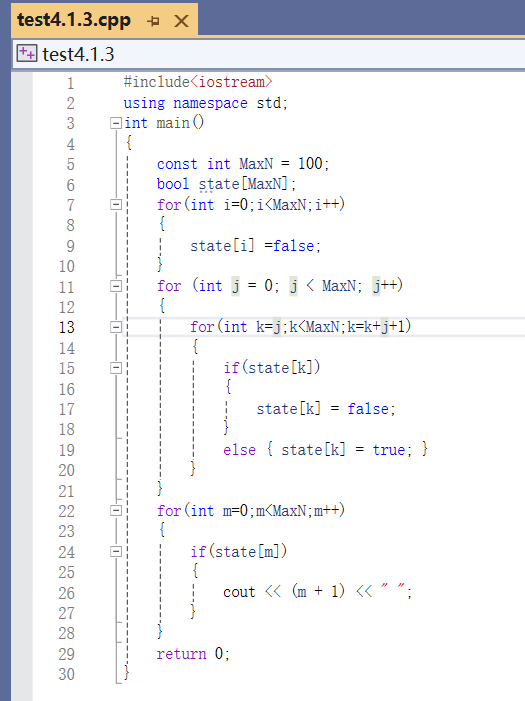 test4.1.3.cpp
test4.1.3
1 #include<iostream>
2 using namespace std;
3 int main()
4 {
5 const int MaxN = 100;
6 bool state[MaxN];
7 for(int i=0;i<MaxN;i++)
8 {
9 state[i] =false;
10 }
11 for (int j = 0; j < MaxN; j++)
12 {
13 for(int k=j;k<MaxN;k=k+j+1)
14 {
15 if(state[k])
16 {
17 state[k] = false;
18 }
19 else { state[k] = true; }
20 }
21 }
22 for(int m=0;m<MaxN;m++)
23 {
24 if(state[m])
25 {
26 cout << (m + 1) << " ";
27 }
28 }
29 return 0;
30 }